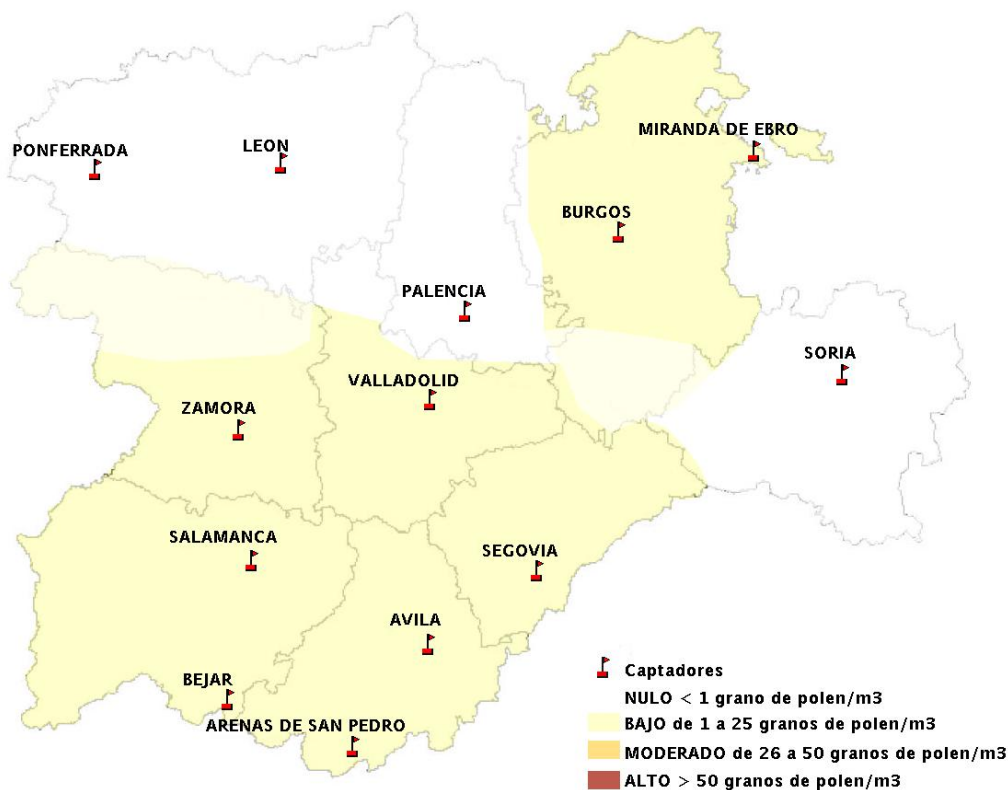 MIRANDA DE EBRO
PONFERRADA
LEON
BURGOS
PALENCIA
SORIA
VALLADOLID
ZAMORA
SALAMANCA
SEGOVIA
AVILA
BEJAR
ARENAS DE SAN PEDRO
Captadores
NULO < 1 grano de polen/m3
BAJO de 1 a 25 granos de polen/m3
MODERADO de 26 a 50 granos de polen/m3
ALTO > 50 granos de polen/m3